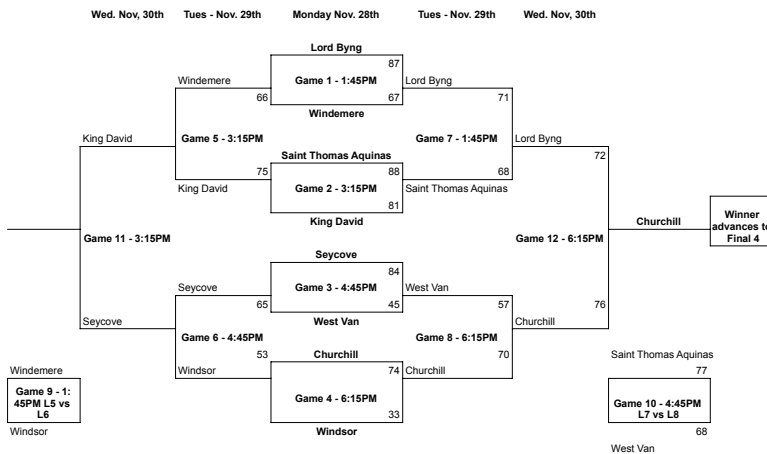 Wed. Nov, 30th Tues - Nov. 29th Monday Nov. 28th Tues - Nov. 29th Wed. Nov, 30th
Lord Byng
87
Windemere Game 1 - 1:45PM Lord Byng
66 67 71
Windemere
King David Game 5 - 3:15PM Game 7 - 1:45PM Lord Byng
Saint Thomas Aquinas 72
75 88 68
King David Game 2 - 3:15PM Saint Thomas Aquinas
81
King David
Churchill Winner
advances to
Final 4
Game 11 - 3:15PM Game 12 - 6:15PM
Seycove
84
Seycove Game 3 - 4:45PM West Van
65 45 57 76
Seycove West Van Churchill
Game 6 - 4:45PM Game 8 - 6:15PM
53 Churchill 70 Saint Thomas Aquinas
Windemere Windsor 74 Churchill 77
Game 9 - 1:
45PM L5 vs
L6
Game 4 - 6:15PM Game 10 - 4:45PM
L7 vs L8
33
Windsor Windsor 68
West Van